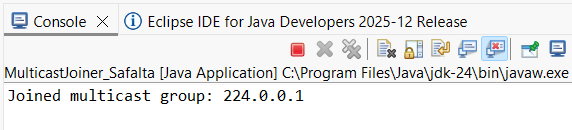 Console
Eclipse IDE for Java Developers 2025-12 Release
MulticastJoiner_Safalta [Java Application] C:\Program Files\Java\jdk-24\bin\javaw.exe
Joined multicast group: 224.0.0.1